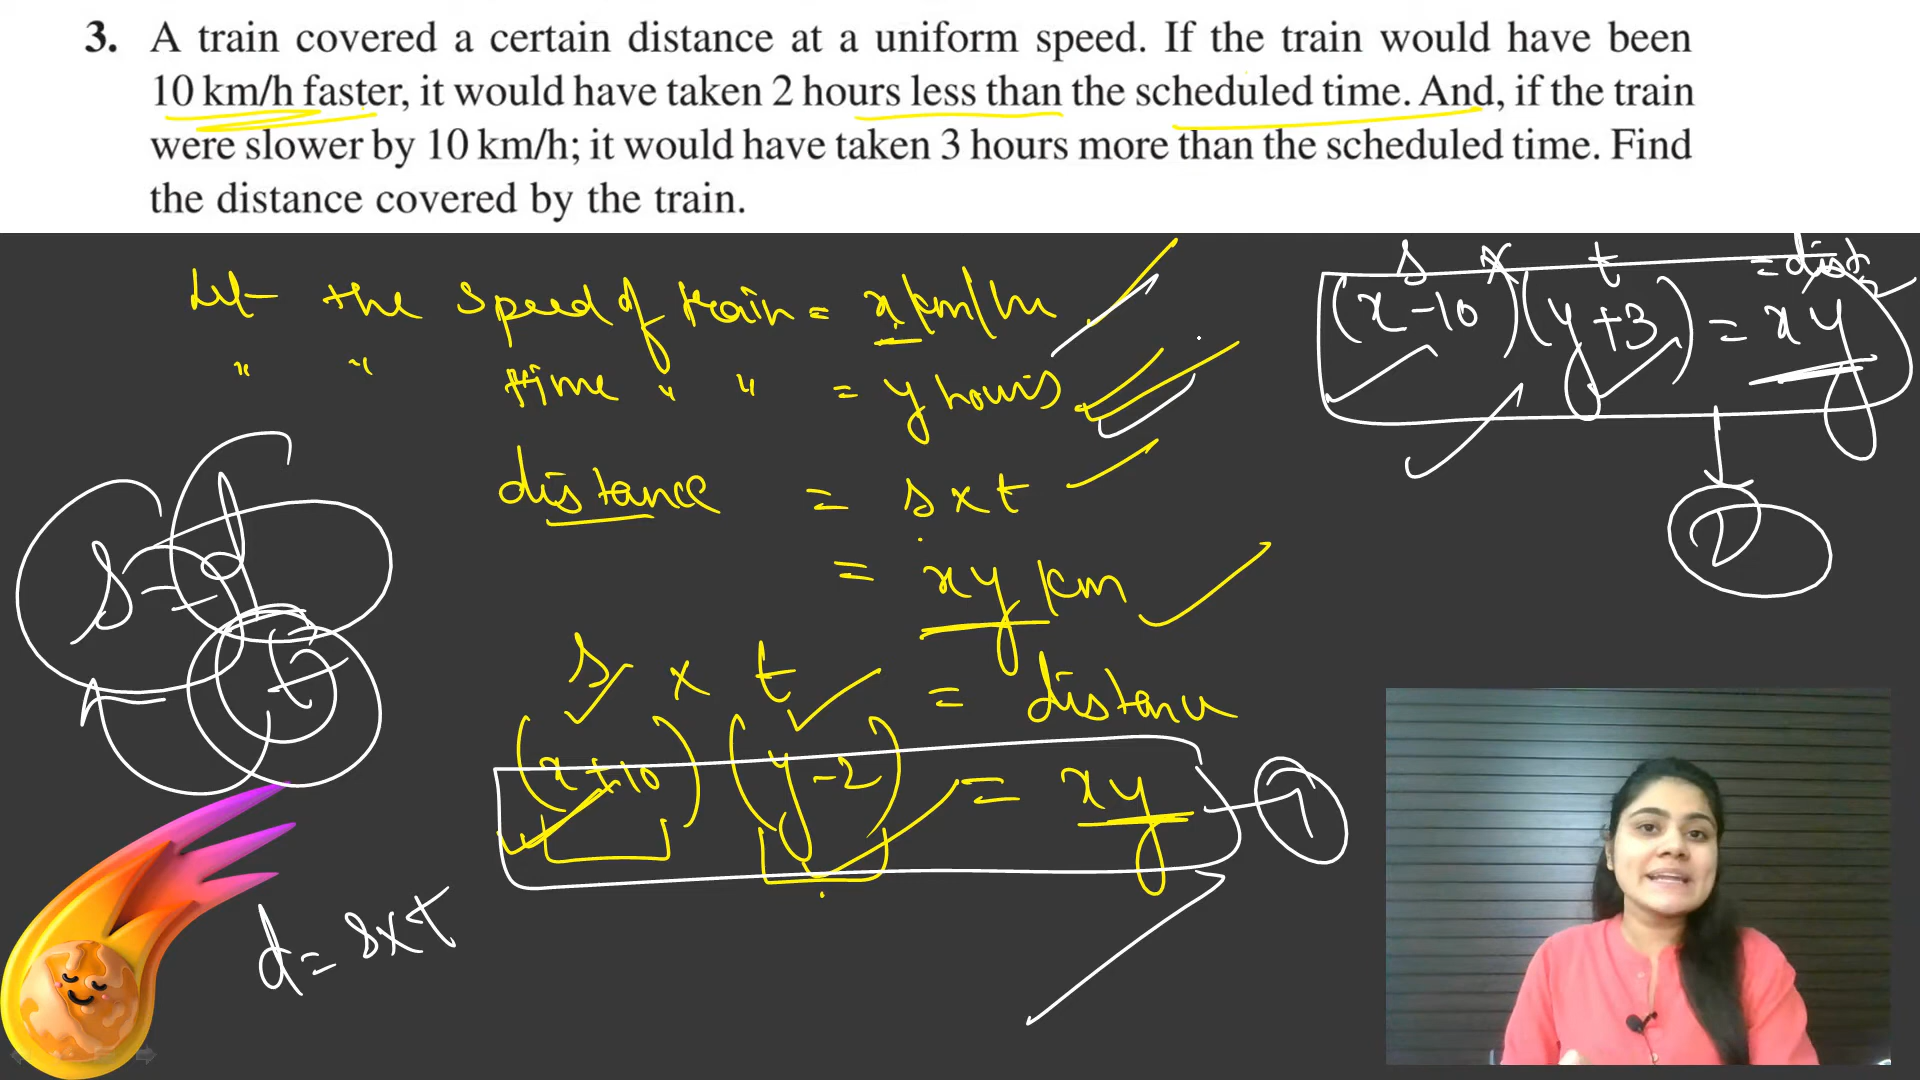 3. A train covered a certain distance at a uniform speed. If the train would have been
10 km/h faster, it would have taken 2 hours less than the scheduled time. And, if the train
were slower by 10 km/h; it would have taken 3 hours more than the scheduled time. Find
the distance covered by the train.
Let the speed of train = x km/hr
" " time " " = y hours
distance = s x t
= xy km
s x t = distance
(x+10) (y-2) = xy
1
s x t = dist
(x-10)(y+3) = xy
2
s = d
t
d = s x t